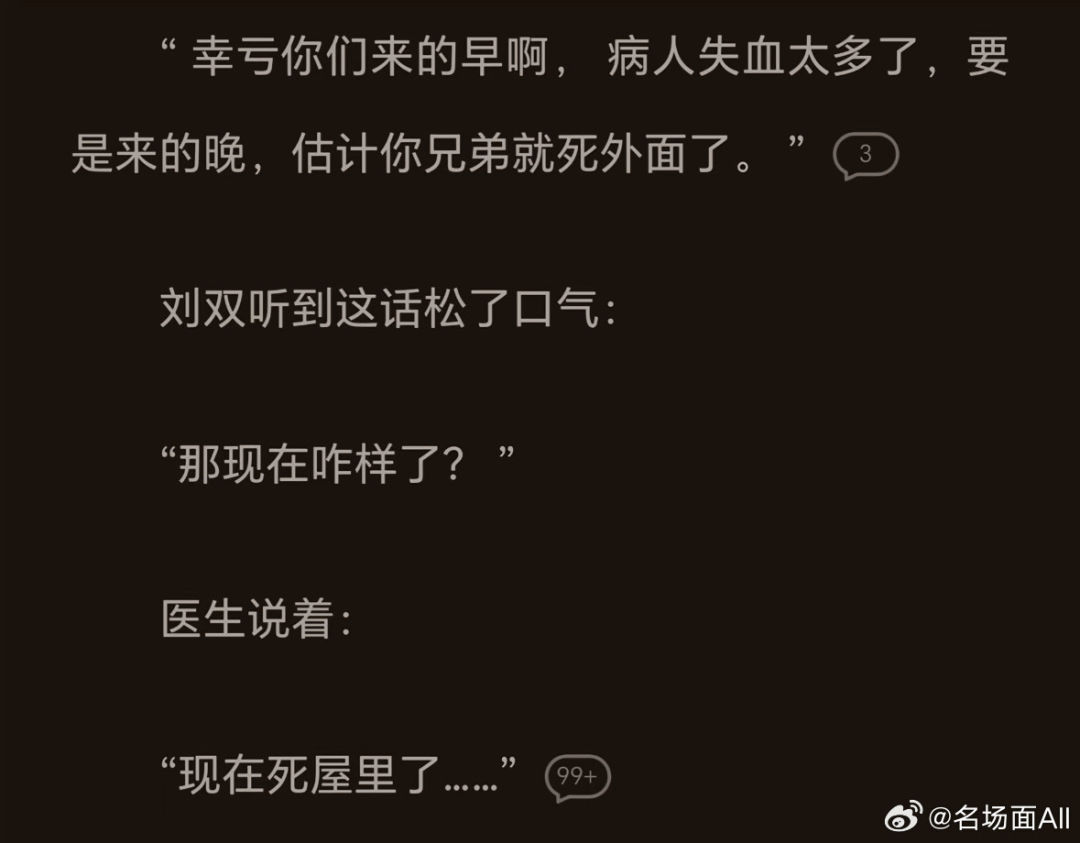 “ 幸亏你们来的早啊， 病人失血太多了，要
是来的晚，估计你兄弟就死外面了。 ” 3
刘双听到这话松了口气：
“那现在咋样了？ ”
医生说着：
“现在死屋里了……” 99+
@名场面All